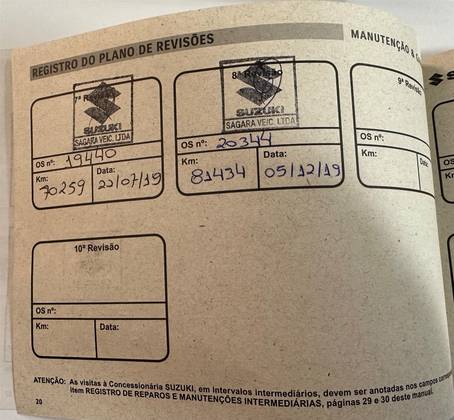 REGISTRO DO PLANO DE REVISÕES
MANUTENÇÃO &
7ª Revisão
SUZUKI
SAGARA VEIC. LTDA
OS nº: 19440
Km: 70259
Data: 22/07/19
8ª Revisão
SUZUKI
SAGARA VEIC. LTDA
OS nº: 20344
Km: 81434
Data: 05/12/19
9ª Revisão
OS nº:
Km:
Data:
10ª Revisão
OS nº:
Km:
Data:
ATENÇÃO: As visitas à Concessionária SUZUKI, em intervalos intermediários, devem ser anotadas nos campos
item REGISTRO DE REPAROS E MANUTENÇÕES INTERMEDIÁRIAS, páginas 29 e 30 deste manual.
20